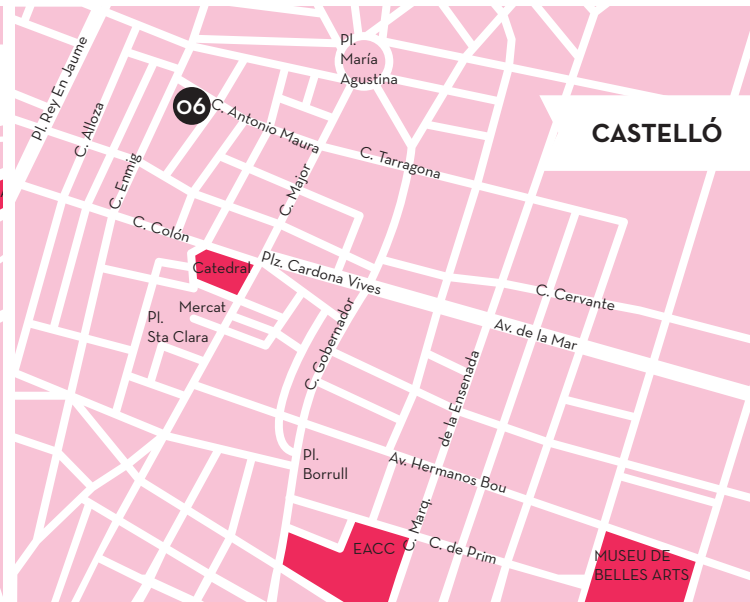 Pl.
María
Agustina
Pl. Rey En Jaume
C. Alloza
C. Enmig
06
C. Antonio Maura
C. Tarragona
CASTELLÓ
C. Major
C. Colón
Catedral
Plz. Cardona Vives
C. Cervante
Mercat
Pl.
Sta Clara
C. Gobernador
Av. de la Mar
de la Ensenada
C. Marq.
Pl.
Borrull
Av. Hermanos Bou
EACC
C. de Prim
MUSEU DE
BELLES ARTS